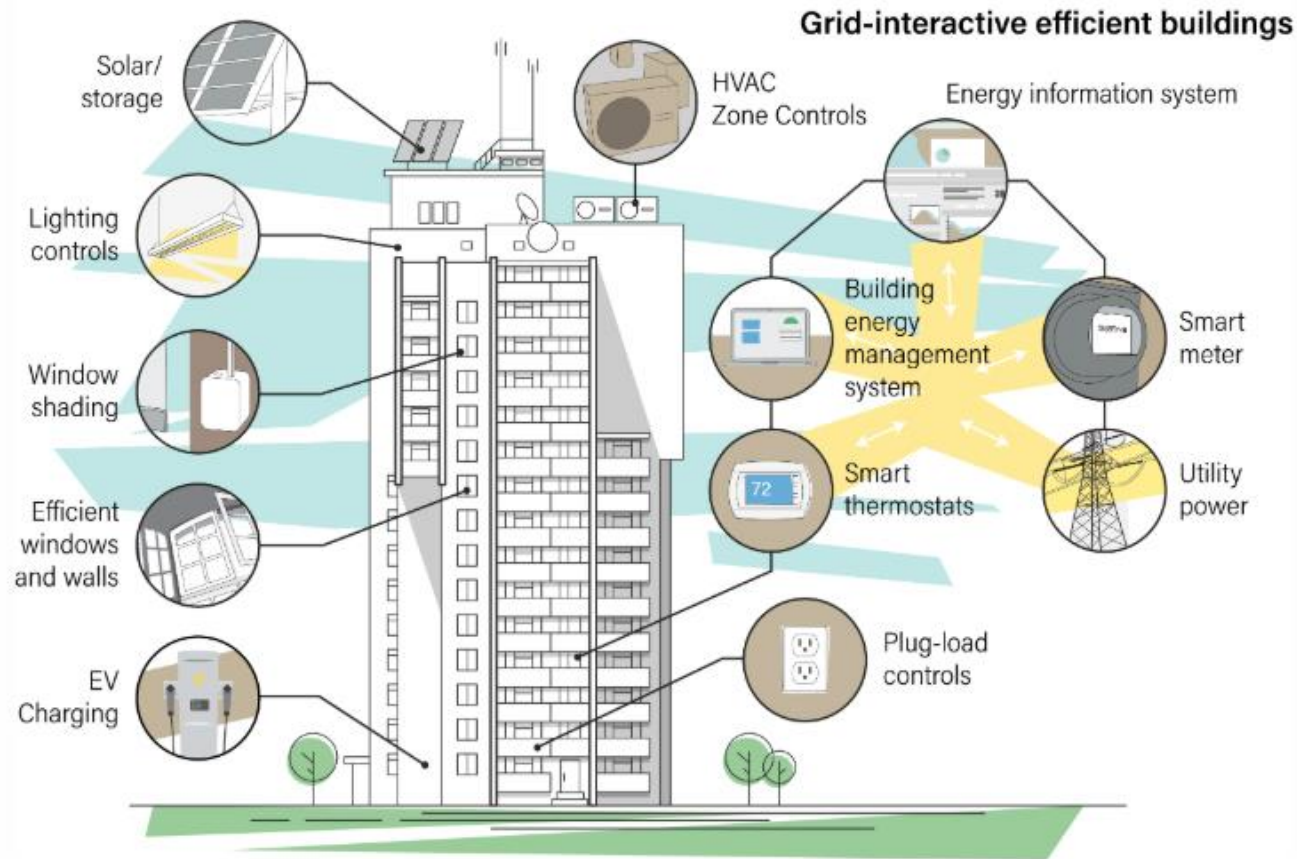 Grid-interactive efficient buildings
Solar/
storage
HVAC
Zone Controls
Energy information system
Lighting
controls
Building
energy
management
system
Smart
meter
Window
shading
Efficient
windows
and walls
72
Smart
thermostats
Utility
power
EV
Charging
Plug-load
controls